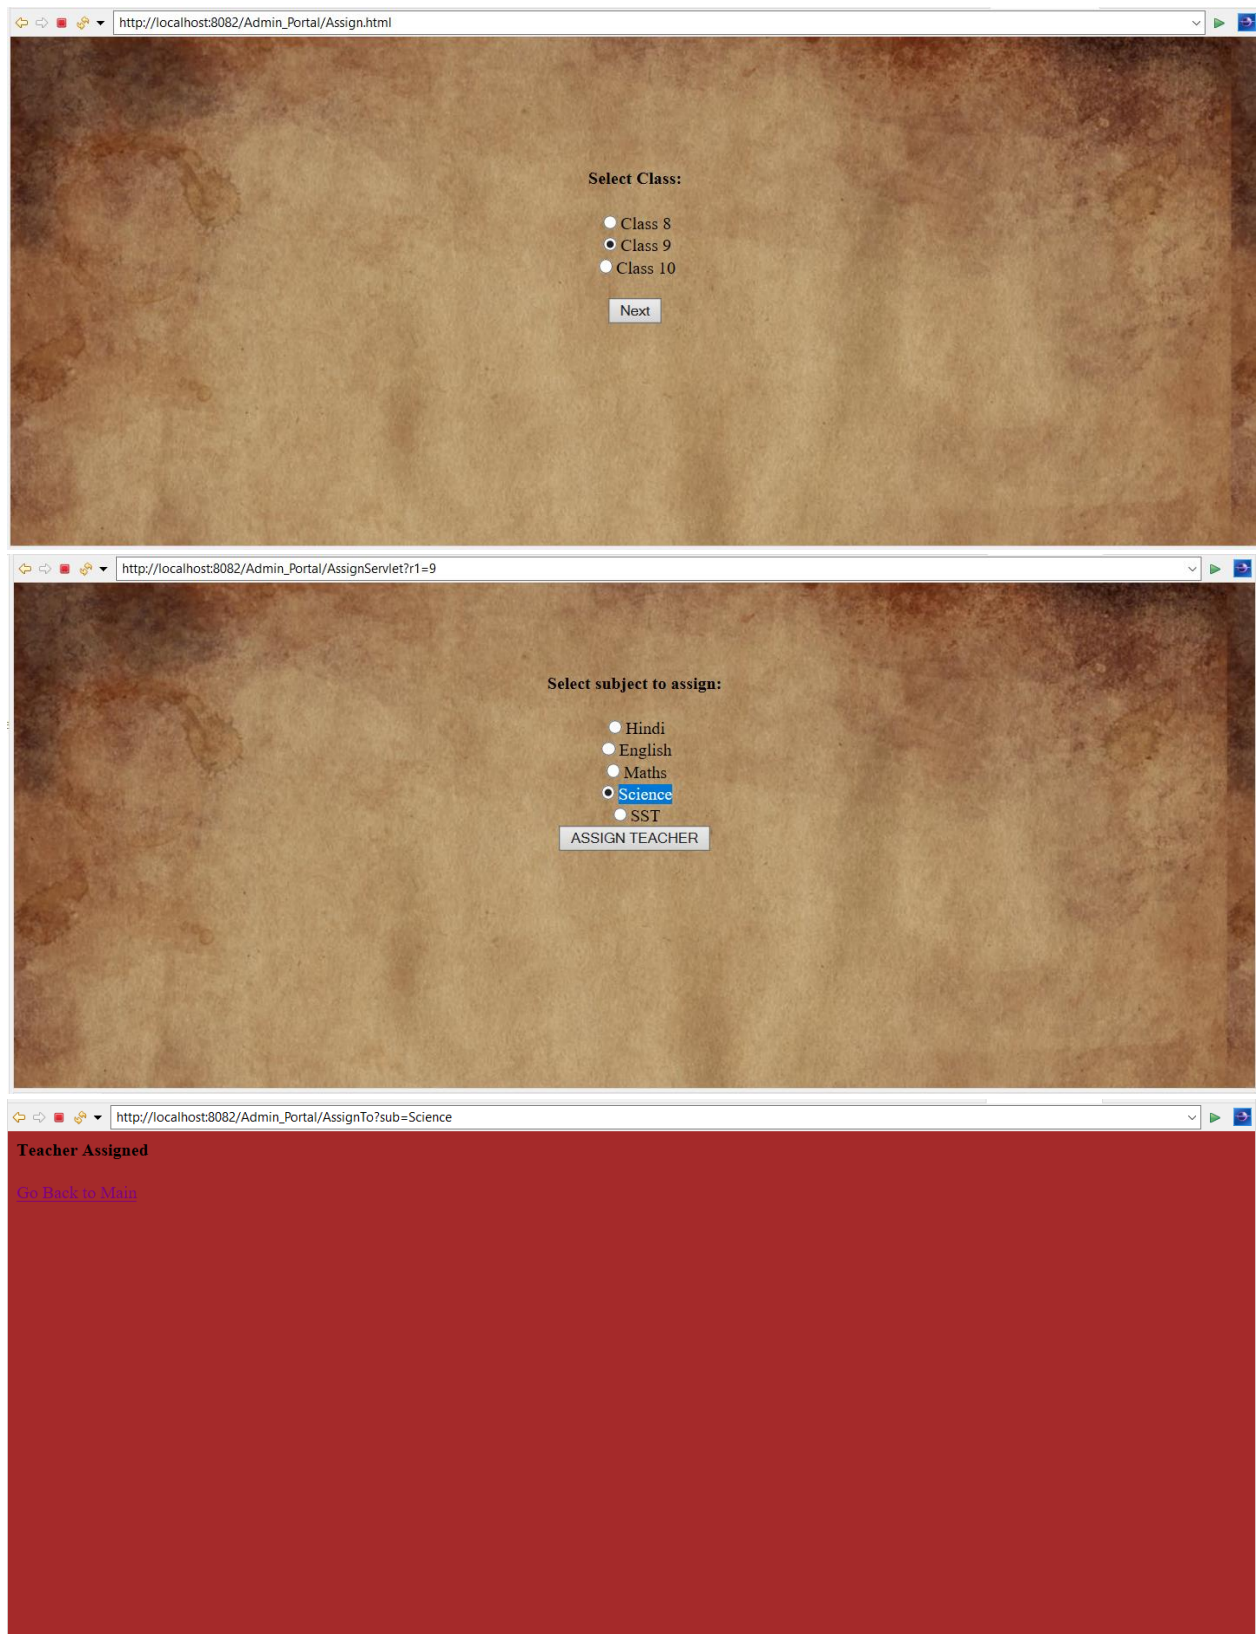 http://localhost:8082/Admin_Portal/Assign.html
Select Class:
Class 8
Class 9
Class 10
Next
http://localhost:8082/Admin_Portal/AssignServlet?r1=9
Select subject to assign:
Hindi
English
Maths
Science
SST
ASSIGN TEACHER
http://localhost:8082/Admin_Portal/AssignTo?sub=Science
Teacher Assigned
Go Back to Main